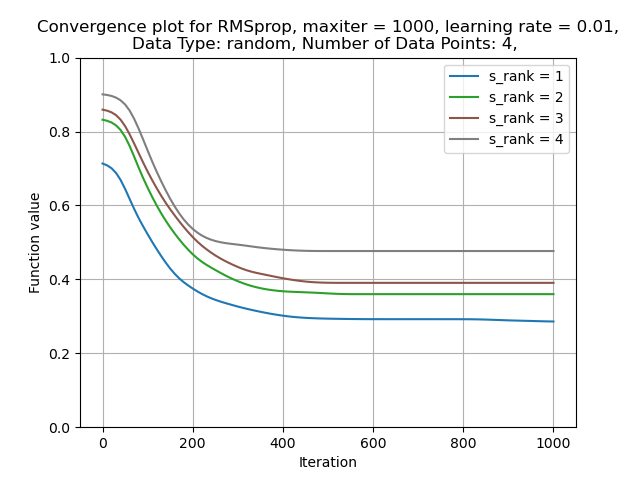 Convergence plot for RMSprop, maxiter = 1000, learning rate = 0.01,
Data Type: random, Number of Data Points: 4,
1.0
s_rank = 1
s_rank = 2
s_rank = 3
s_rank = 4
0.8
0.6
Function value
0.4
0.2
0.0
0 200 400 600 800 1000
Iteration